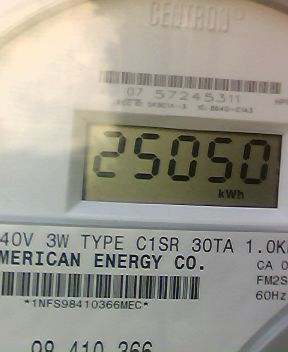 CENTRON®
07 57245311
25050
kWh
40V 3W TYPE C1SR 30TA 1.0K
MERICAN ENERGY CO.
CA 0
FM2S
60Hz
*1NFS98410366MEC*
98 410 366